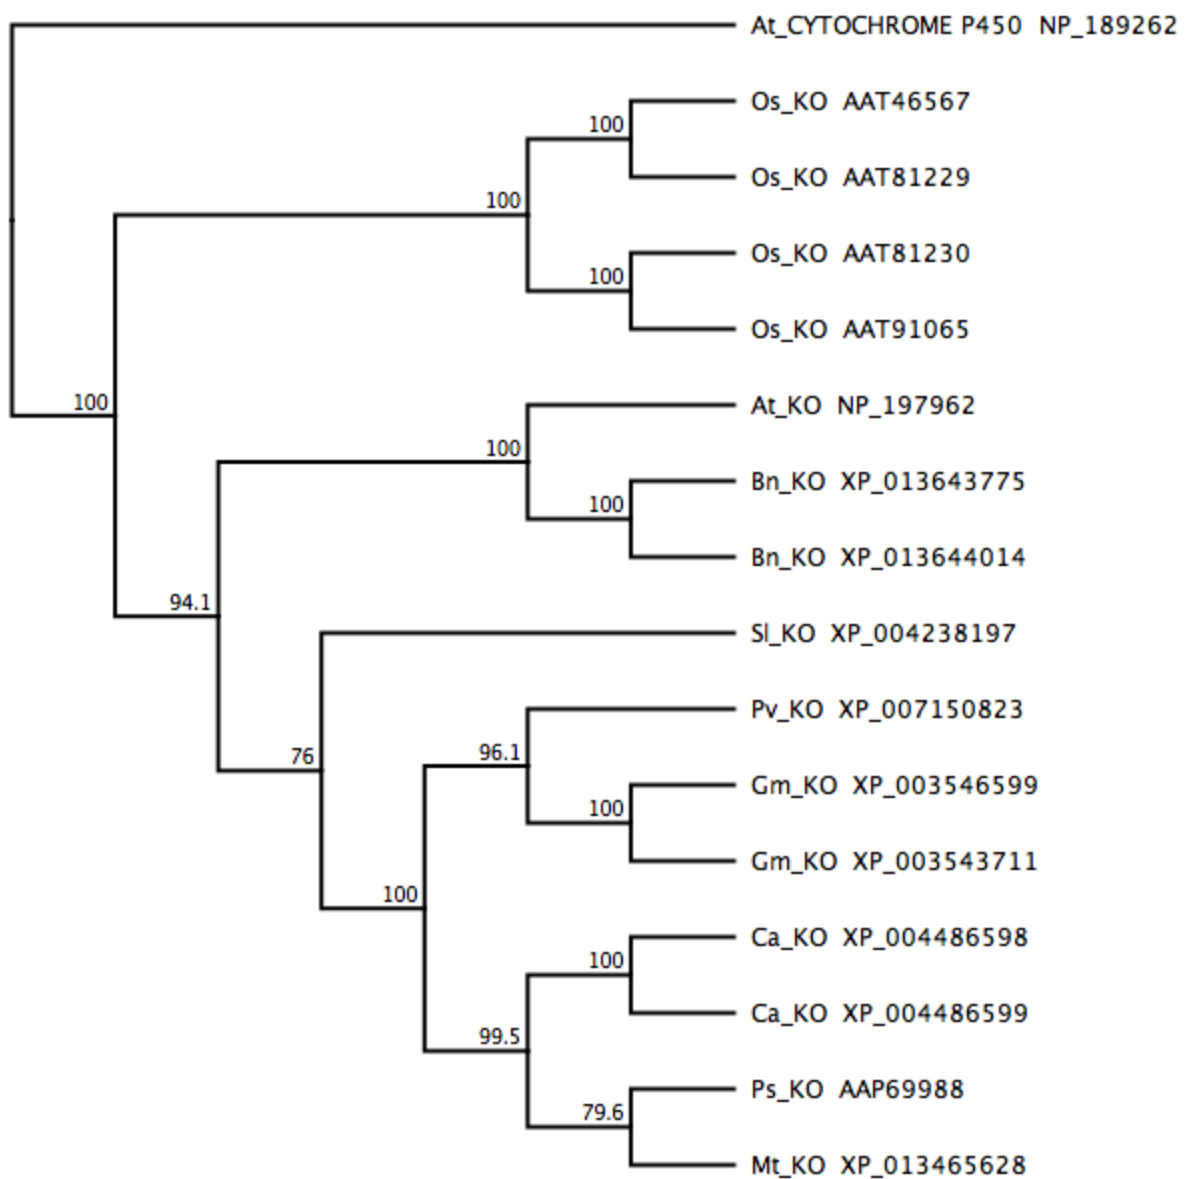 At_CYTOCHROME P450 NP_189262
Os_KO AAT46567
100
Os_KO AAT81229
100
Os_KO AAT81230
100
Os_KO AAT91065
100
At_KO NP_197962
100
Bn_KO XP_013643775
100
Bn_KO XP_013644014
94.1
Sl_KO XP_004238197
Pv_KO XP_007150823
96.1
76
Gm_KO XP_003546599
100
Gm_KO XP_003543711
100
Ca_KO XP_004486598
100
Ca_KO XP_004486599
99.5
Ps_KO AAP69988
79.6
Mt_KO XP_013465628